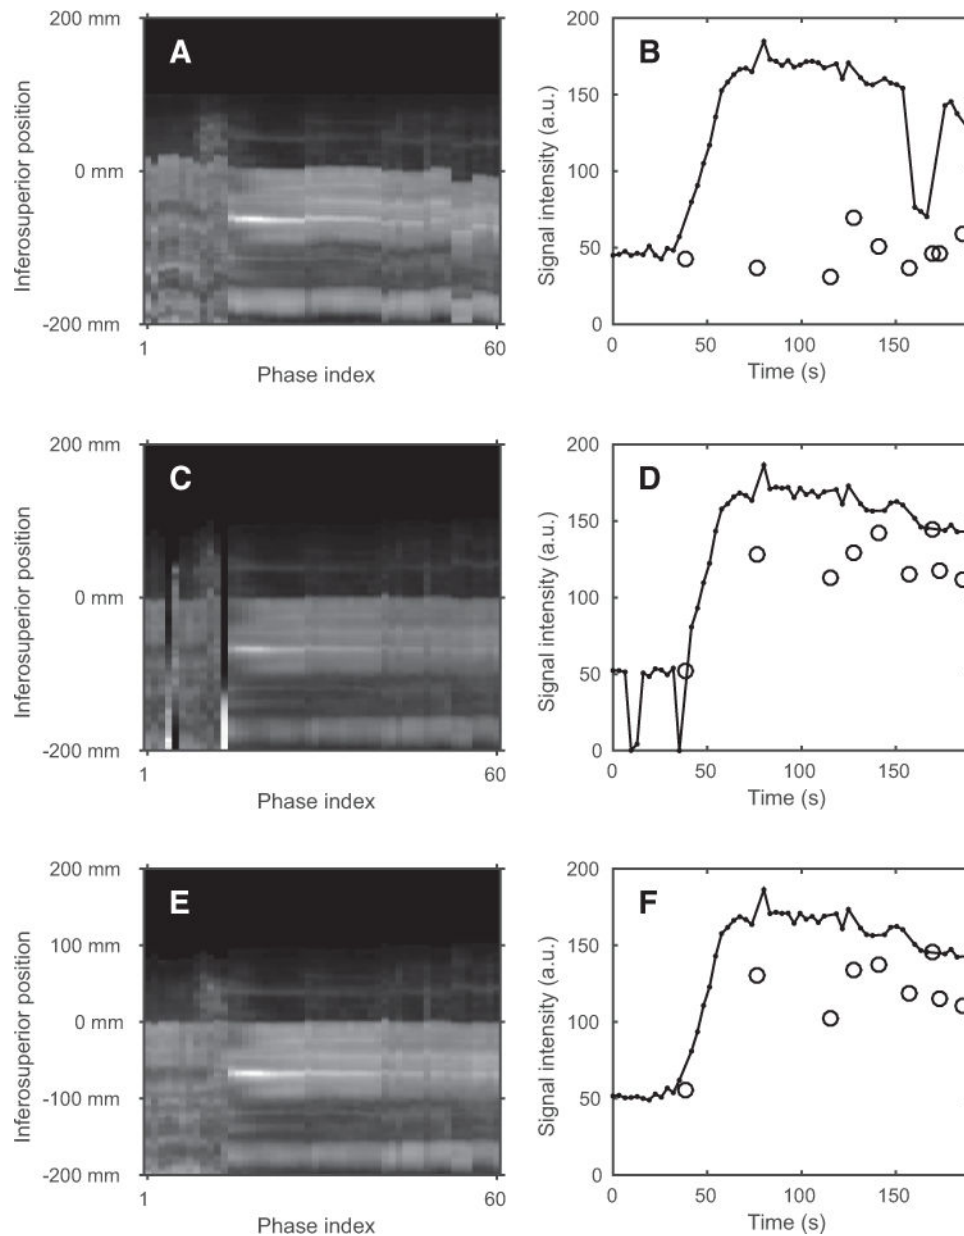 200 mm
A
Inferosuperior position
0 mm
-200 mm
1
60
Phase index
200
B
Signal intensity (a.u.)
150
100
50
0
0
50
100
150
Time (s)
200 mm
C
Inferosuperior position
0 mm
-200 mm
1
60
Phase index
200
D
Signal intensity (a.u.)
150
100
50
0
0
50
100
150
Time (s)
200 mm
E
Inferosuperior position
100 mm
0 mm
-100 mm
-200 mm
1
60
Phase index
200
F
Signal intensity (a.u.)
150
100
50
0
0
50
100
150
Time (s)